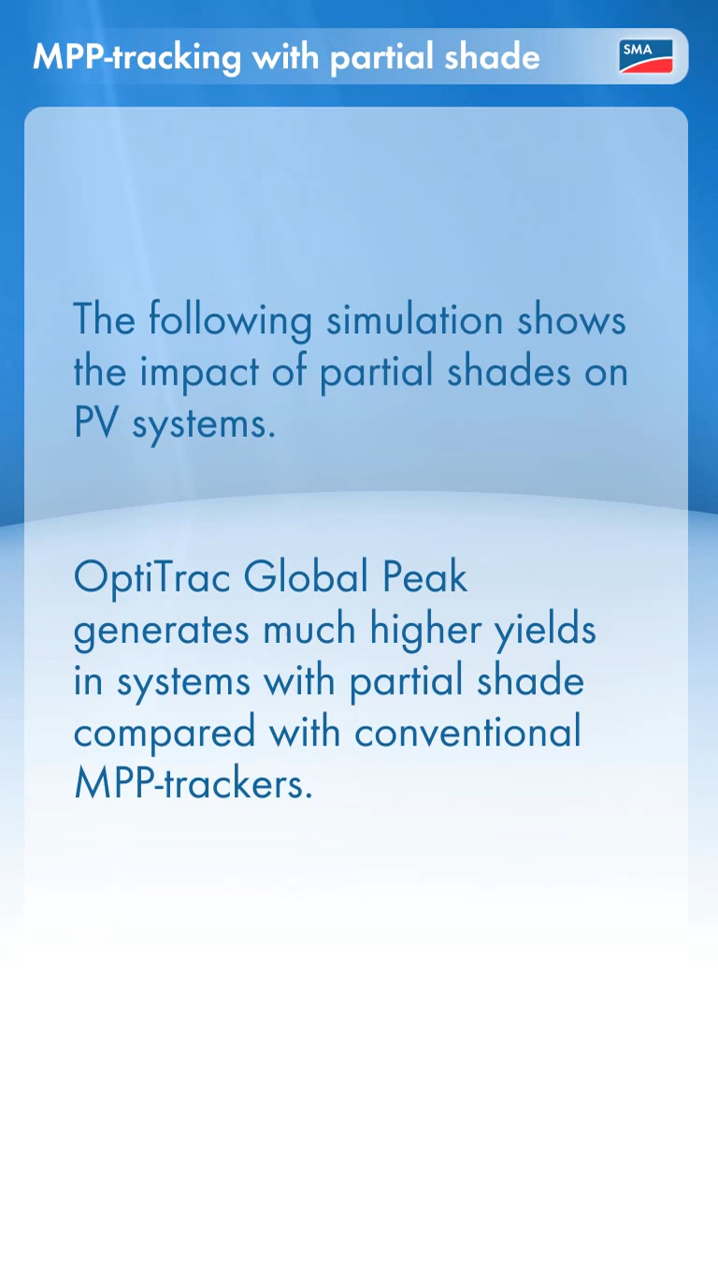 MPP-tracking with partial shade
SMA
The following simulation shows
the impact of partial shades on
PV systems.
OptiTrac Global Peak
generates much higher yields
in systems with partial shade
compared with conventional
MPP-trackers.